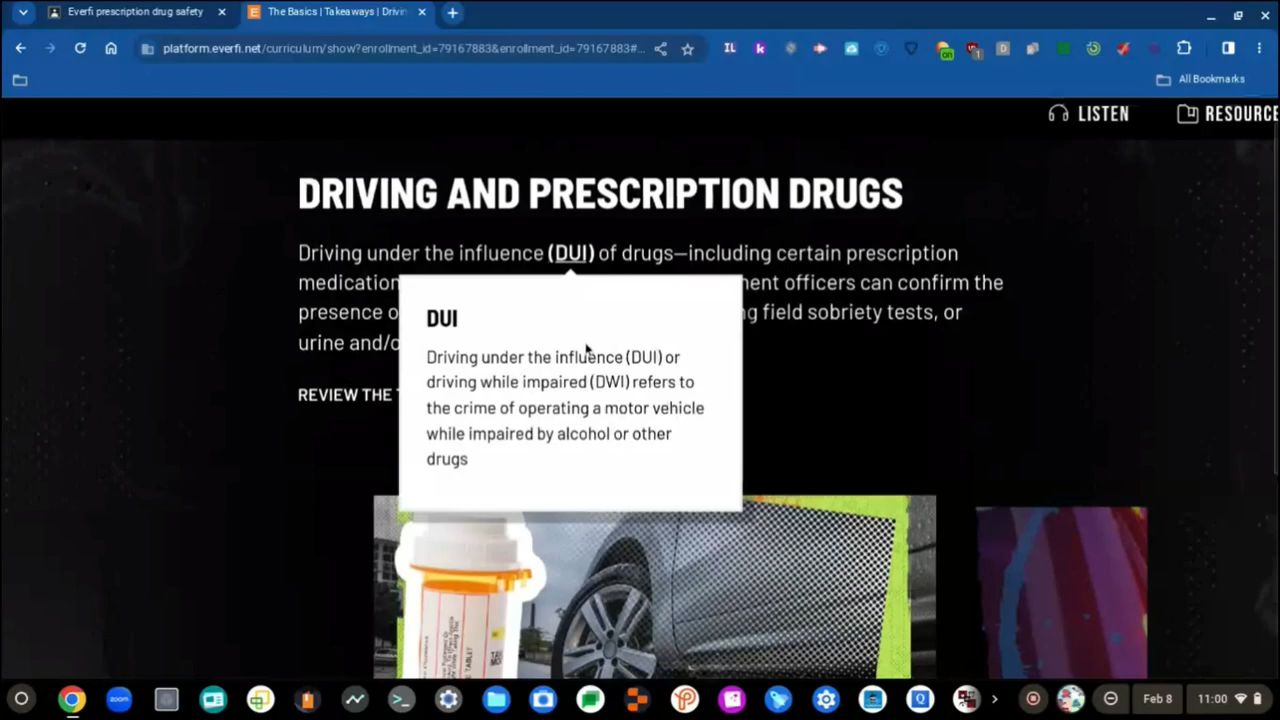 Everfi prescription drug safety
The Basics | Takeaways | Drivin
platform.everfi.net/curriculum/show?enrollment_id=79167883&enrollment_id=79167883#...
All Bookmarks
LISTEN
RESOURCE
DRIVING AND PRESCRIPTION DRUGS
Driving under the influence (DUI) of drugs—including certain prescription
medication
ment officers can confirm the
presence o
ng field sobriety tests, or
urine and/o
REVIEW THE T
DUI
Driving under the influence (DUI) or
driving while impaired (DWI) refers to
the crime of operating a motor vehicle
while impaired by alcohol or other
drugs
TABLET
zoom
Feb 8
11:00